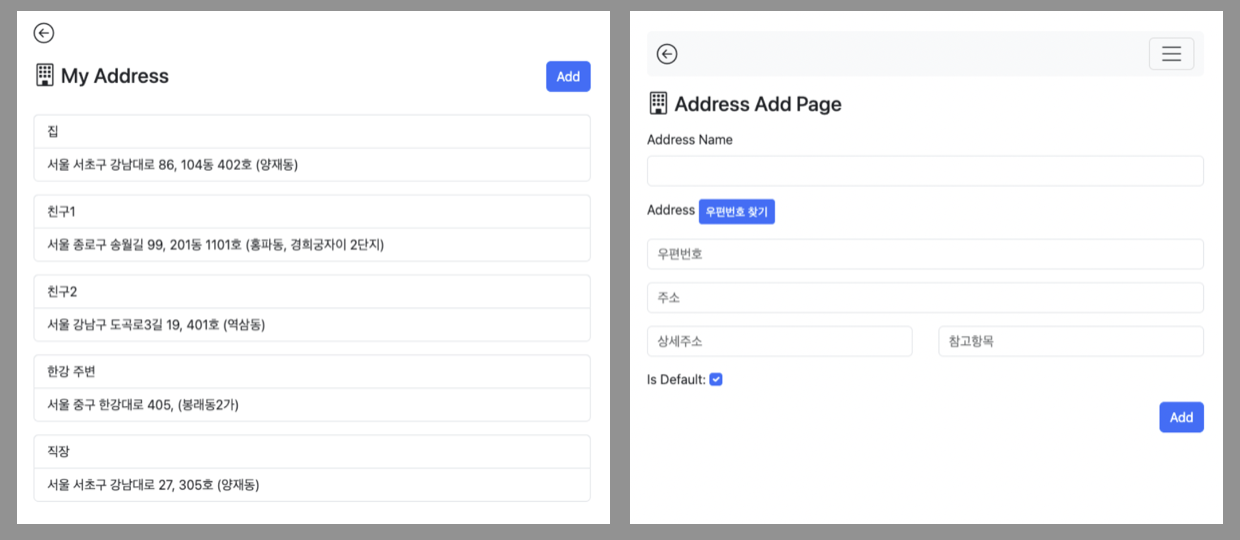 My Address
Add
집
서울 서초구 강남대로 86, 104동 402호 (양재동)
친구1
서울 종로구 송월길 99, 201동 1101호 (홍파동, 경희궁자이 2단지)
친구2
서울 강남구 도곡로3길 19, 401호 (역삼동)
한강 주변
서울 중구 한강대로 405, (봉래동2가)
직장
서울 서초구 강남대로 27, 305호 (양재동)
Address Add Page
Address Name
Address 우편번호 찾기
우편번호
주소
상세주소 참고항목
Is Default:
Add